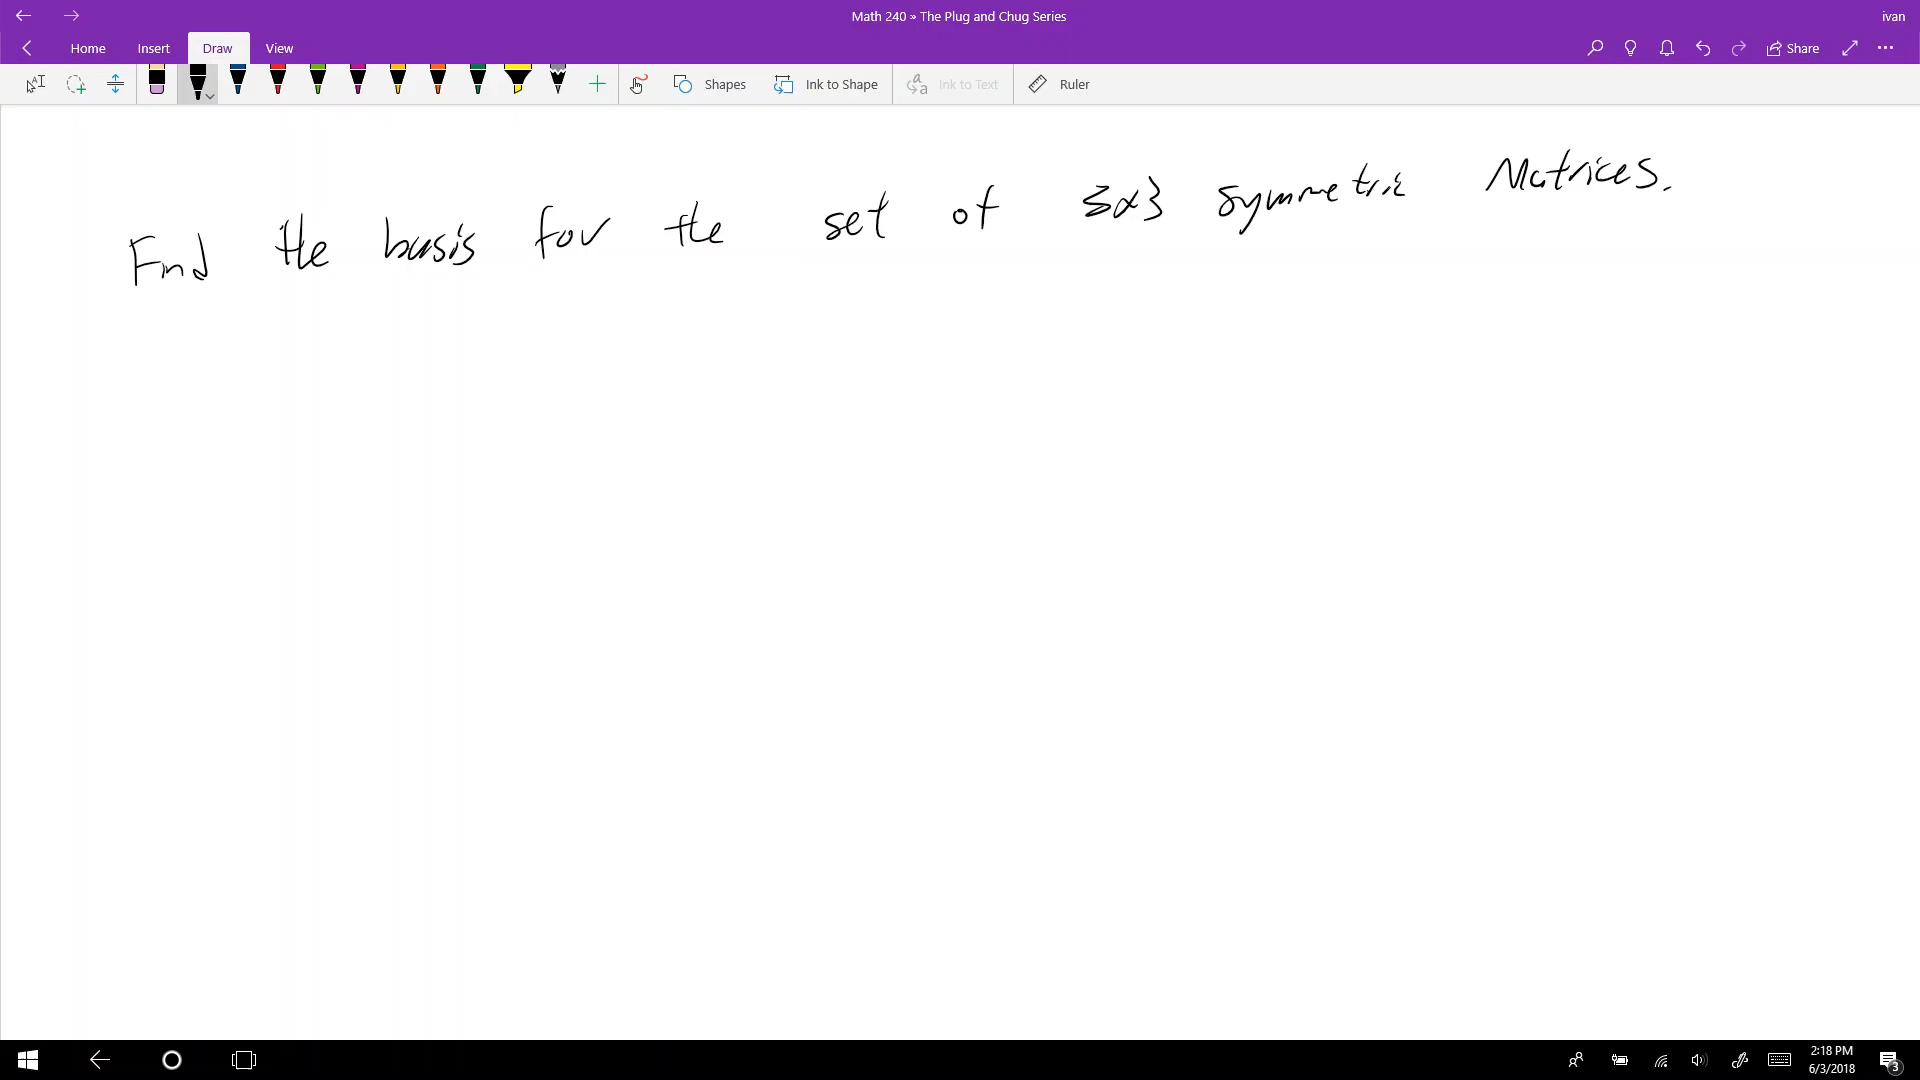 Math 240 » The Plug and Chug Series
ivan
Home Insert Draw View
Share
Shapes Ink to Shape Ink to Text Ruler
Find the basis for the set of 3x3 symmetric Matrices.
2:18 PM
6/3/2018
3